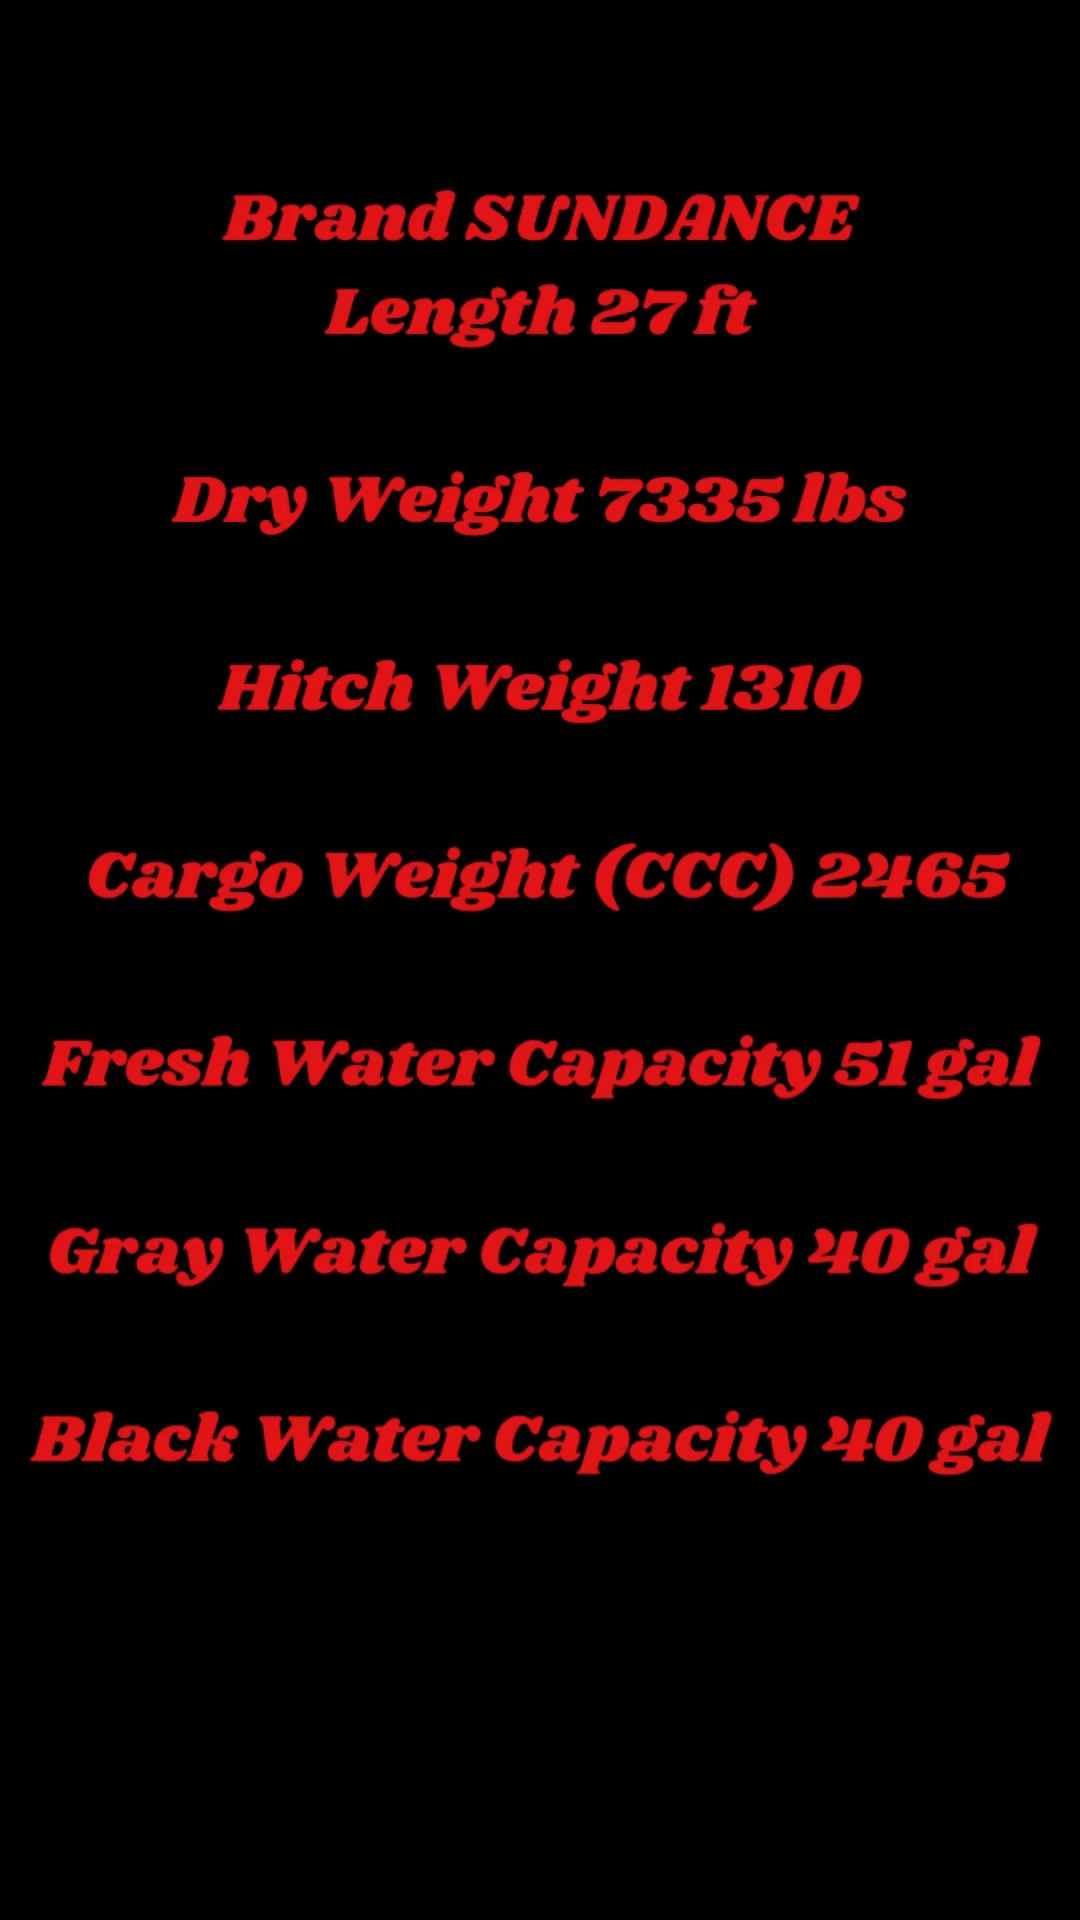 Brand SUNDANCE
Length 27 ft
Dry Weight 7335 lbs
Hitch Weight 1310
Cargo Weight (CCC) 2465
Fresh Water Capacity 51 gal
Gray Water Capacity 40 gal
Black Water Capacity 40 gal